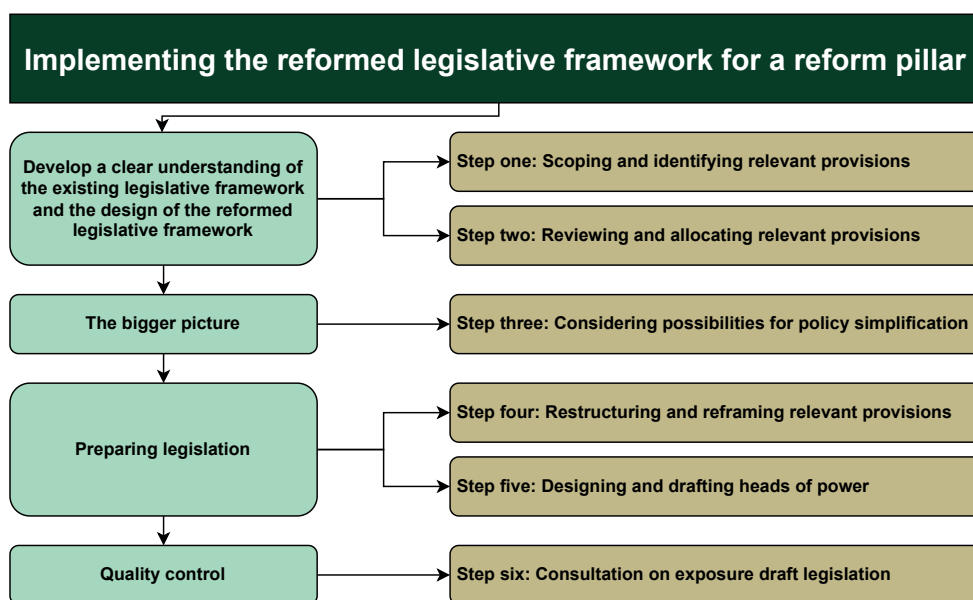 Implementing the reformed legislative framework for a reform pillar
Develop a clear understanding of
the existing legislative framework
and the design of the reformed
legislative framework
Step one: Scoping and identifying relevant provisions
Step two: Reviewing and allocating relevant provisions
The bigger picture
Step three: Considering possibilities for policy simplification
Preparing legislation
Step four: Restructuring and reframing relevant provisions
Step five: Designing and drafting heads of power
Quality control
Step six: Consultation on exposure draft legislation